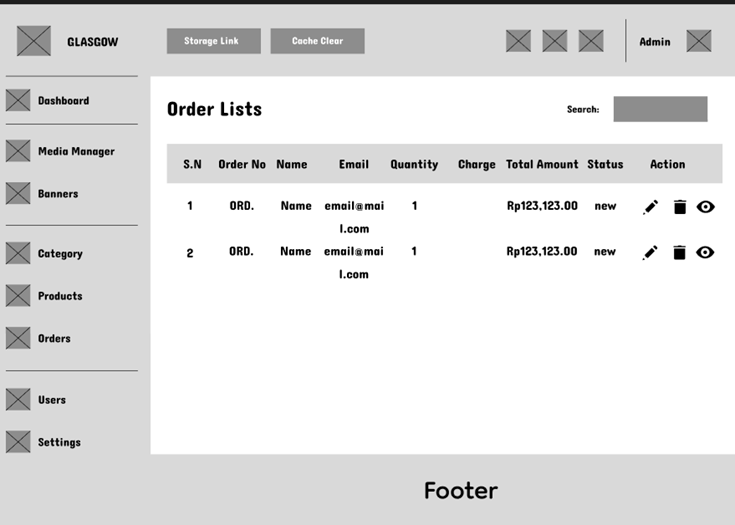 GLASGOW
Storage Link
Cache Clear
Admin
Dashboard
Media Manager
Banners
Category
Products
Orders
Users
Settings
Order Lists
Search:
S.N Order No Name Email Quantity Charge Total Amount Status Action
1 ORD. Name email@mai 1 Rp123,123.00 new
l.com
2 ORD. Name email@mai 1 Rp123,123.00 new
l.com
Footer